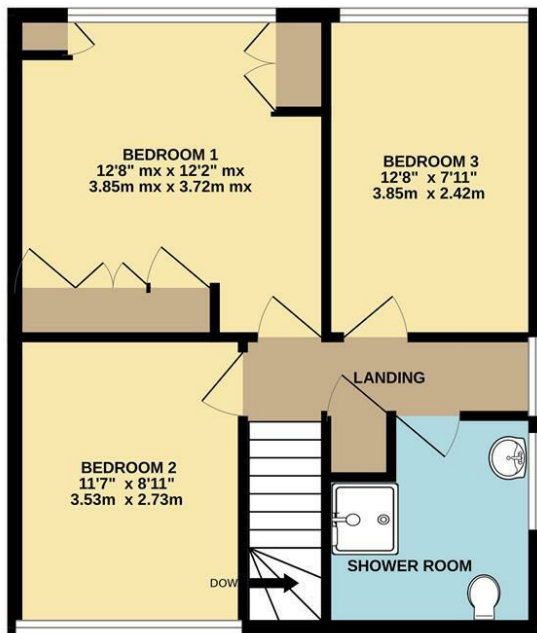 BEDROOM 1
12'8" mx x 12'2" mx
3.85m mx x 3.72m mx
BEDROOM 3
12'8" x 7'11"
3.85m x 2.42m
LANDING
BEDROOM 2
11'7" x 8'11"
3.53m x 2.73m
SHOWER ROOM
DOW